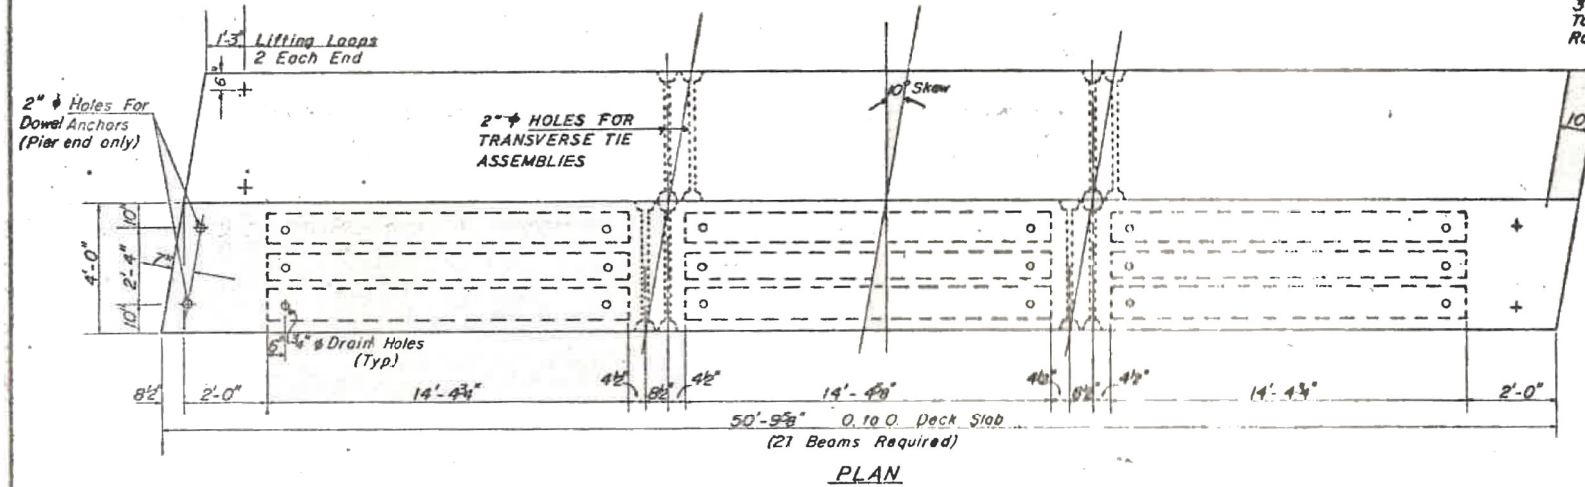 1'-3" Lifting Loops
2 Each End
6"
2" ϕ Holes For
Dowel Anchors
(Pier end only)
2" ϕ HOLES FOR
TRANSVERSE TIE
ASSEMBLIES
10° Skew
10
4'-0"
10"
2'-4"
10"
7"
¾" ϕ Drain Holes
(Typ)
8½" 2'-0" 14'-4¾" 4½" 8½" 4½" 14'-4⅝" 4½" 8½" 4½" 14'-4¾" 2'-0"
50'-9⅝" O. to O. Deck Slab
(27 Beams Required)
PLAN